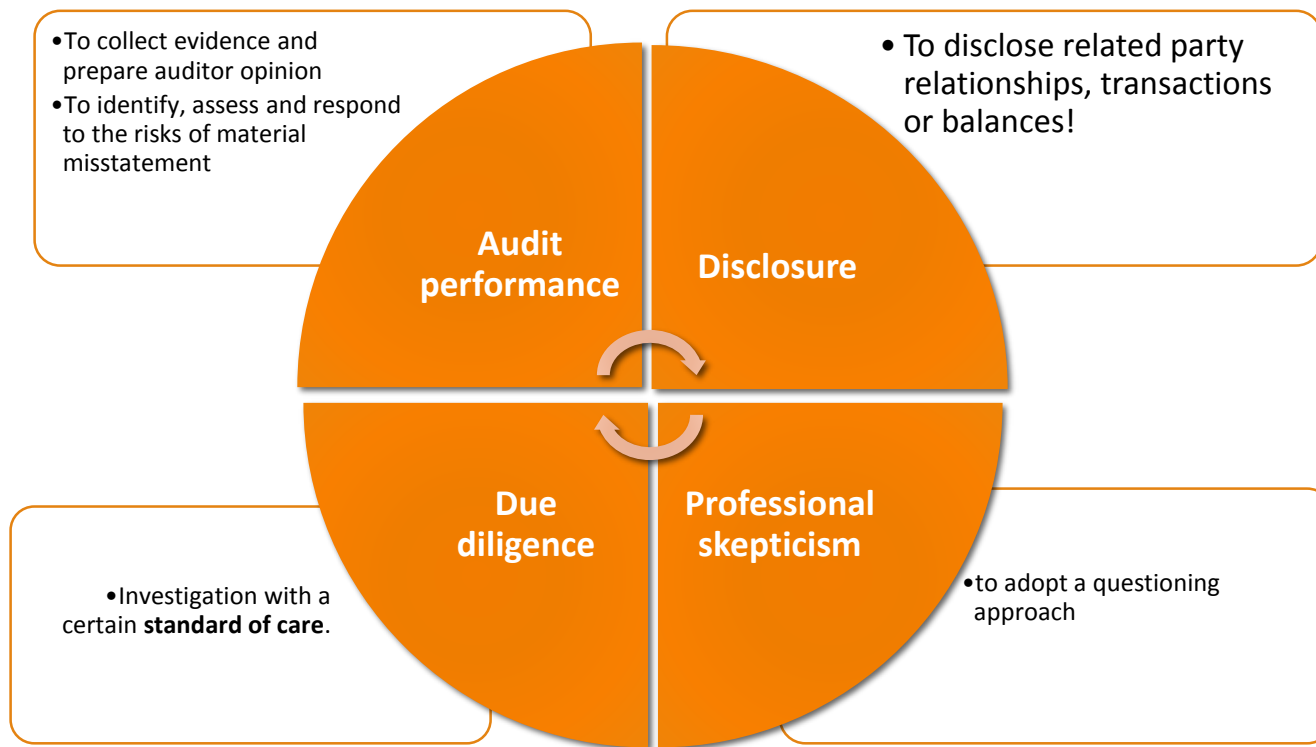 •To collect evidence and
prepare auditor opinion
•To identify, assess and respond
to the risks of material
misstatement
• To disclose related party
relationships, transactions
or balances!
Audit
performance
Disclosure
Due
diligence
Professional
skepticism
•Investigation with a
certain standard of care.
•to adopt a questioning
approach